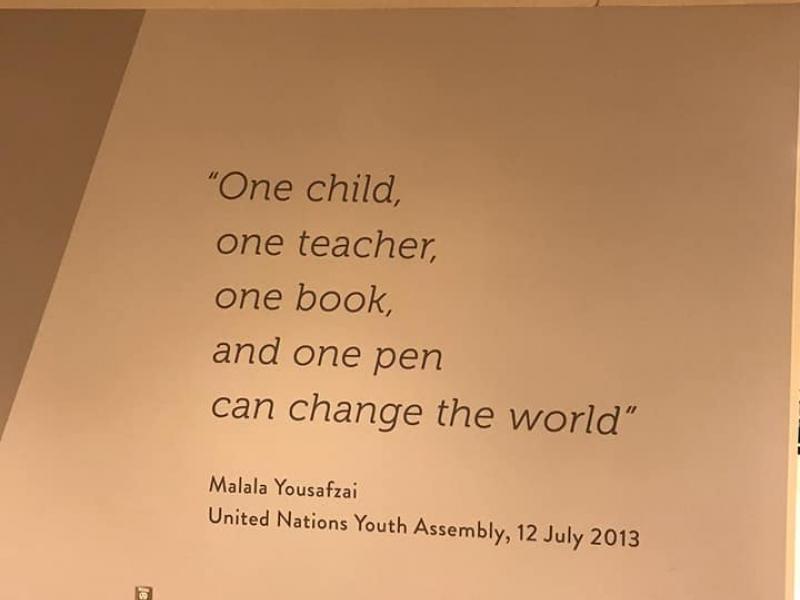 “One child,
one teacher,
one book,
and one pen
can change the world”
Malala Yousafzai
United Nations Youth Assembly, 12 July 2013